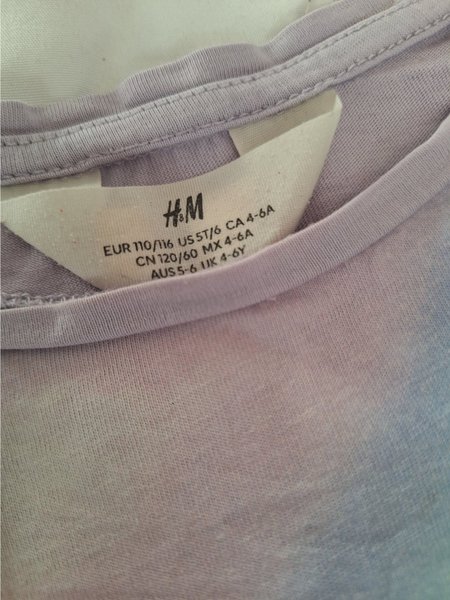 H&M
EUR 110/116 US 5T/6 CA 4-6A
CN 120/60 MX 4-6A
AUS 5-6 UK 4-6Y